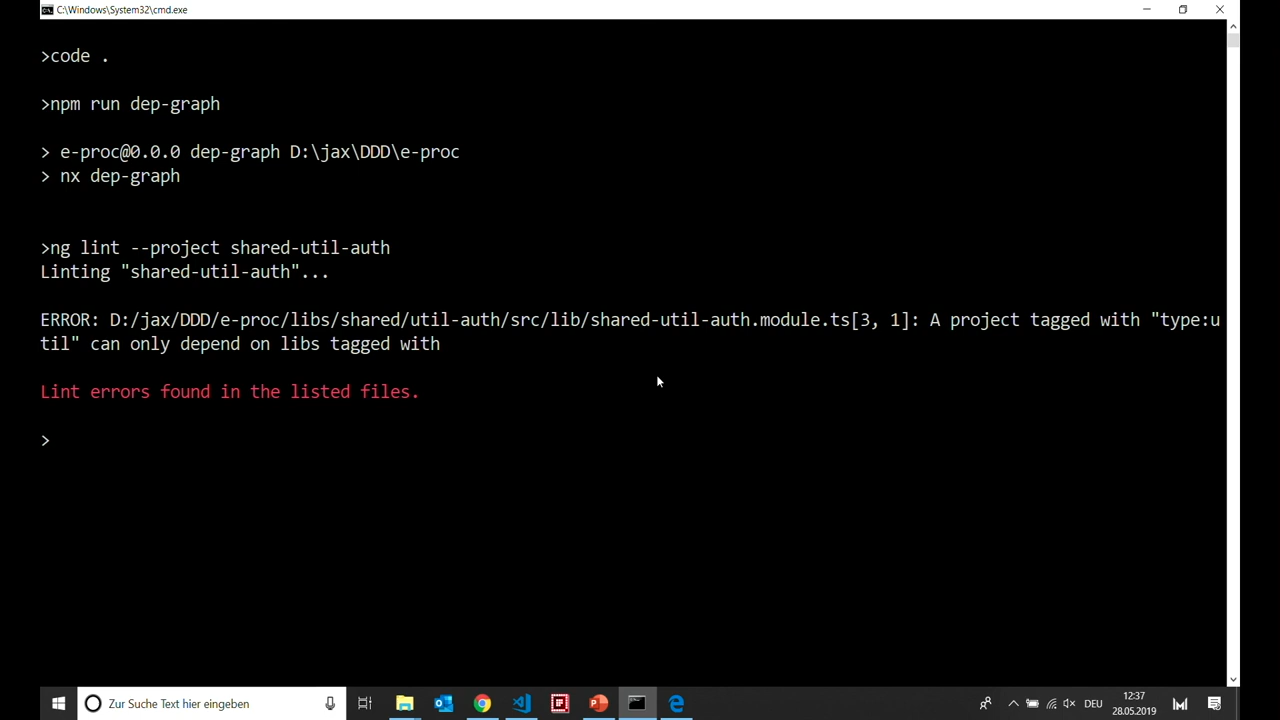 C:\Windows\System32\cmd.exe
>code .
>npm run dep-graph
> e-proc@0.0.0 dep-graph D:\jax\DDD\e-proc
> nx dep-graph
>ng lint --project shared-util-auth
Linting "shared-util-auth"...
ERROR: D:/jax/DDD/e-proc/libs/shared/util-auth/src/lib/shared-util-auth.module.ts[3, 1]: A project tagged with "type:u
til" can only depend on libs tagged with
Lint errors found in the listed files.
>
Zur Suche Text hier eingeben
DEU
12:37
28.05.2019